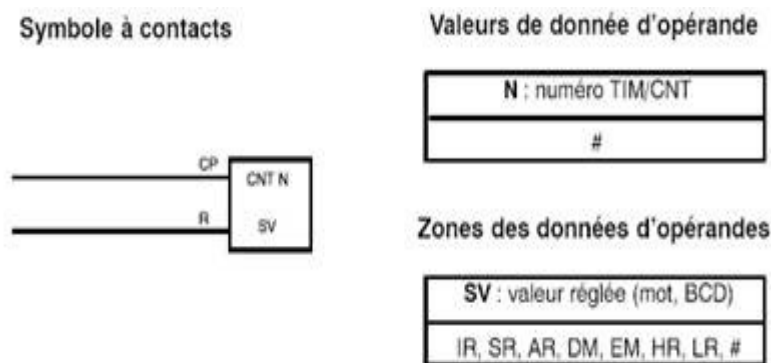 Symbole à contacts
CP
CNT N
R
SV
Valeurs de donnée d'opérande
N : numéro TIM/CNT
#
Zones des données d'opérandes
SV : valeur réglée (mot, BCD)
IR, SR, AR, DM, EM, HR, LR, #